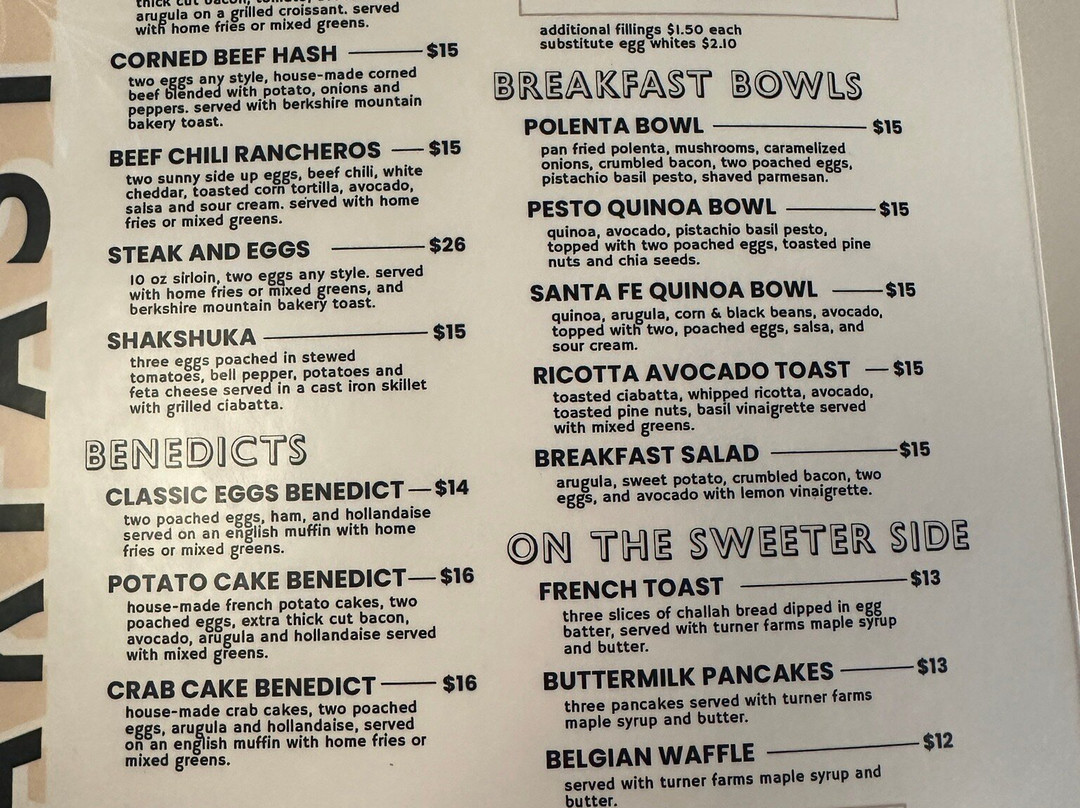 thick cut bacon, tomato,
arugula on a grilled croissant. served
with home fries or mixed greens.
CORNED BEEF HASH $15
two eggs any style, house-made corned
beef blended with potato, onions and
peppers. served with berkshire mountain
bakery toast.
BEEF CHILI RANCHEROS $15
two sunny side up eggs, beef chili, white
cheddar, toasted corn tortilla, avocado,
salsa and sour cream. served with home
fries or mixed greens.
STEAK AND EGGS $26
10 oz sirloin, two eggs any style. served
with home fries or mixed greens, and
berkshire mountain bakery toast.
SHAKSHUKA $15
three eggs poached in stewed
tomatoes, bell pepper, potatoes and
feta cheese served in a cast iron skillet
with grilled ciabatta.
BENEDICTS
CLASSIC EGGS BENEDICT $14
two poached eggs, ham, and hollandaise
served on an english muffin with home
fries or mixed greens.
POTATO CAKE BENEDICT $16
house-made french potato cakes, two
poached eggs, extra thick cut bacon,
avocado, arugula and hollandaise served
with mixed greens.
CRAB CAKE BENEDICT $16
house-made crab cakes, two poached
eggs, arugula and hollandaise, served
on an english muffin with home fries or
mixed greens.
additional fillings $1.50 each
substitute egg whites $2.10
BREAKFAST BOWLS
POLENTA BOWL $15
pan fried polenta, mushrooms, caramelized
onions, crumbled bacon, two poached eggs,
pistachio basil pesto, shaved parmesan.
PESTO QUINOA BOWL $15
quinoa, avocado, pistachio basil pesto,
topped with two poached eggs, toasted pine
nuts and chia seeds.
SANTA FE QUINOA BOWL $15
quinoa, arugula, corn & black beans, avocado,
topped with two, poached eggs, salsa, and
sour cream.
RICOTTA AVOCADO TOAST $15
toasted ciabatta, whipped ricotta, avocado,
toasted pine nuts, basil vinaigrette served
with mixed greens.
BREAKFAST SALAD $15
arugula, sweet potato, crumbled bacon, two
eggs, and avocado with lemon vinaigrette.
ON THE SWEETER SIDE
FRENCH TOAST $13
three slices of challah bread dipped in egg
batter, served with turner farms maple syrup
and butter.
BUTTERMILK PANCAKES $13
three pancakes served with turner farms
maple syrup and butter.
BELGIAN WAFFLE $12
served with turner farms maple syrup and
butter.